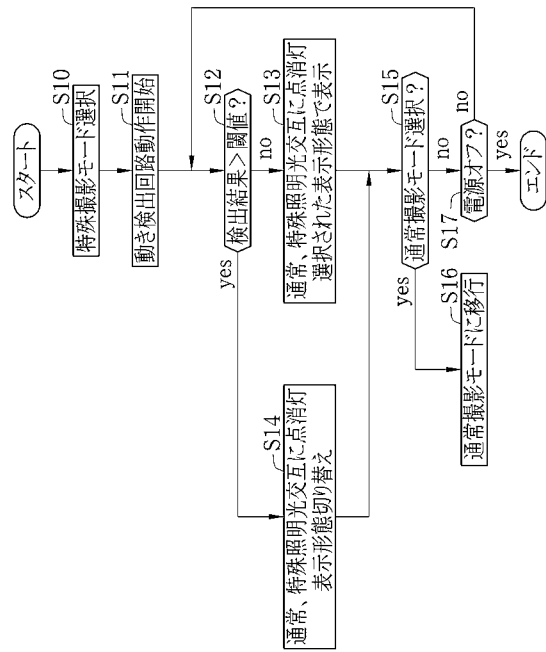 スタート
S10
特殊撮影モード選択
S11
動き検出回路動作開始
S12
検出結果＞閾値？
yes
no
S13
通常、特殊照明光交互に点消灯
選択された表示形態で表示
S14
通常、特殊照明光交互に点消灯
表示形態切り替え
S15
通常撮影モード選択？
yes
no
S16
通常撮影モードに移行
S17
電源オフ？
no
yes
エンド